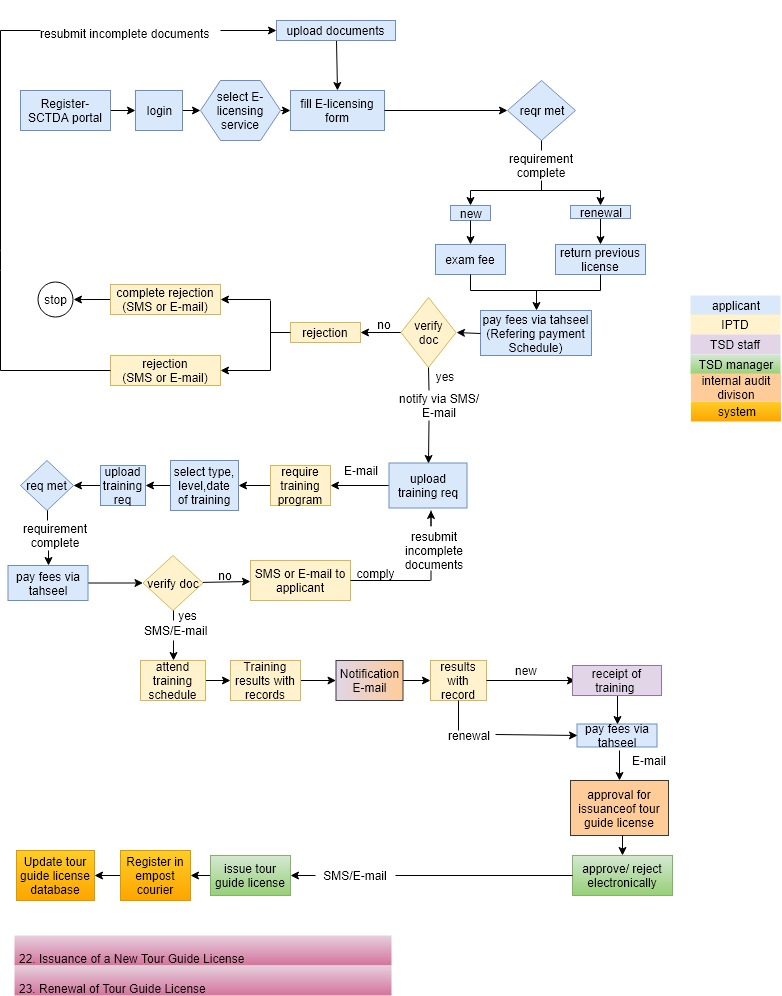 resubmit incomplete documents
upload documents
Register-
SCTDA portal
login
select E-
licensing
service
fill E-licensing
form
reqr met
requirement
complete
new
renewal
exam fee
return previous
license
stop
complete rejection
(SMS or E-mail)
rejection
no
verify
doc
pay fees via tahseel
(Refering payment
Schedule)
rejection
(SMS or E-mail)
yes
notify via SMS/
E-mail
applicant
IPTD
TSD staff
TSD manager
internal audit
divison
system
req met
upload
training
req
select type,
level,date
of training
require
training
program
E-mail
upload
training req
requirement
complete
resubmit
incomplete
documents
pay fees via
tahseel
verify doc
no
SMS or E-mail to
applicant
comply
yes
SMS/E-mail
attend
training
schedule
Training
results with
records
Notification
E-mail
results
with
record
new
receipt of
training
renewal
pay fees via
tahseel
E-mail
approval for
issuanceof tour
guide license
Update tour
guide license
database
Register in
empost
courier
issue tour
guide license
SMS/E-mail
approve/ reject
electronically
22. Issuance of a New Tour Guide License
23. Renewal of Tour Guide License